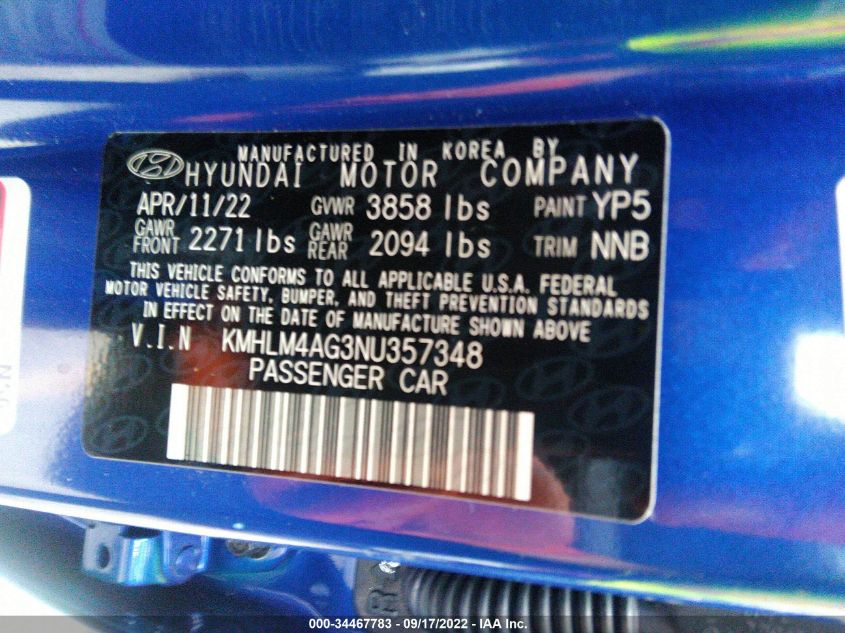 MANUFACTURED IN KOREA BY
HYUNDAI MOTOR COMPANY
APR/11/22 GVWR 3858 lbs PAINT YP5
GAWR FRONT 2271 lbs GAWR REAR 2094 lbs TRIM NNB
THIS VEHICLE CONFORMS TO ALL APPLICABLE U.S.A. FEDERAL
MOTOR VEHICLE SAFETY, BUMPER, AND THEFT PREVENTION STANDARDS
IN EFFECT ON THE DATE OF MANUFACTURE SHOWN ABOVE
V.I.N KMHLM4AG3NU357348
PASSENGER CAR
R
000-34467783 - 09/17/2022 - IAA Inc.